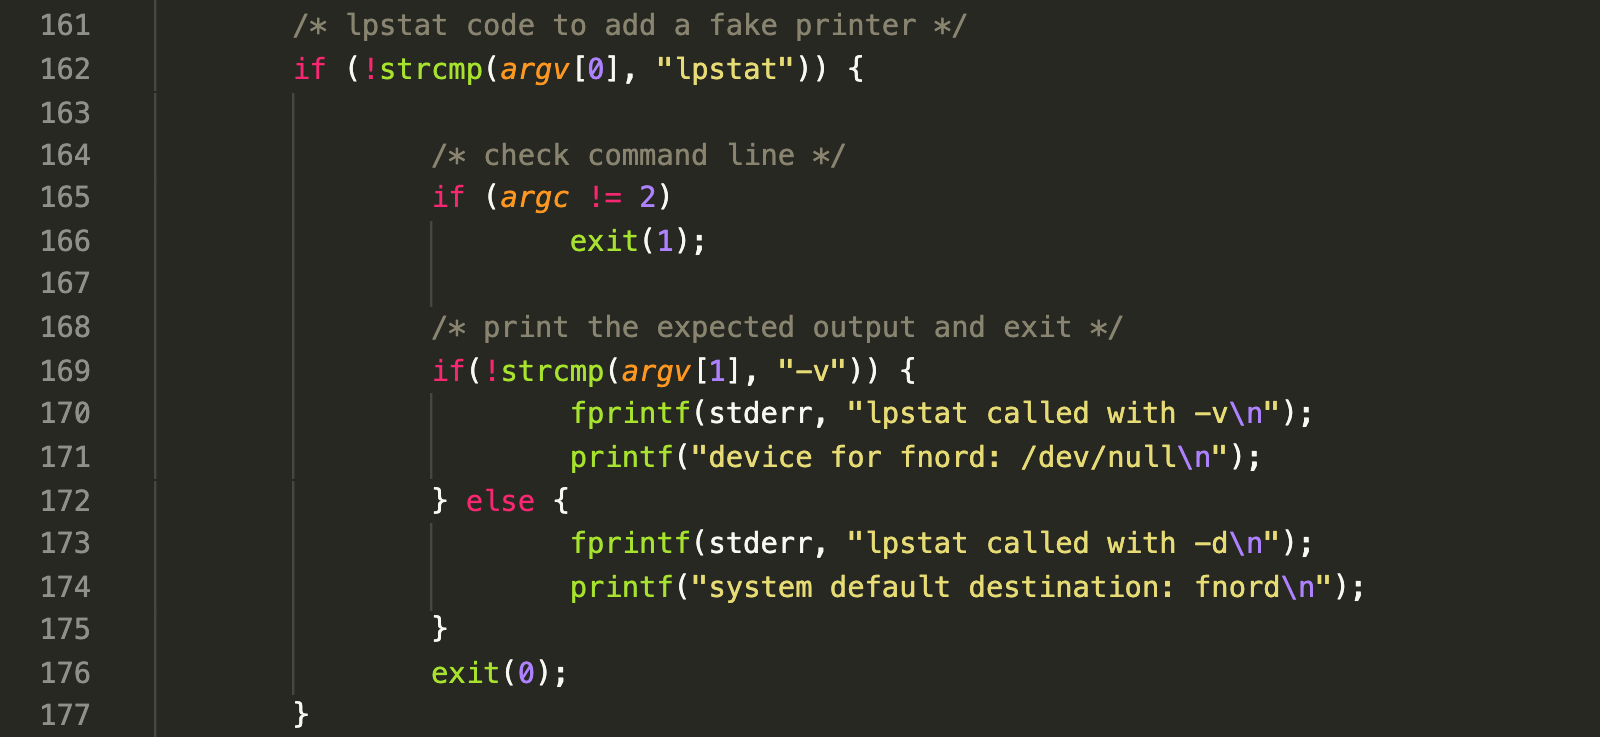 161 /* lpstat code to add a fake printer */
162 if (!strcmp(argv[0], "lpstat")) {
163
164 /* check command line */
165 if (argc != 2)
166 exit(1);
167
168 /* print the expected output and exit */
169 if(!strcmp(argv[1], "-v")) {
170 fprintf(stderr, "lpstat called with -v\n");
171 printf("device for fnord: /dev/null\n");
172 } else {
173 fprintf(stderr, "lpstat called with -d\n");
174 printf("system default destination: fnord\n");
175 }
176 exit(0);
177 }